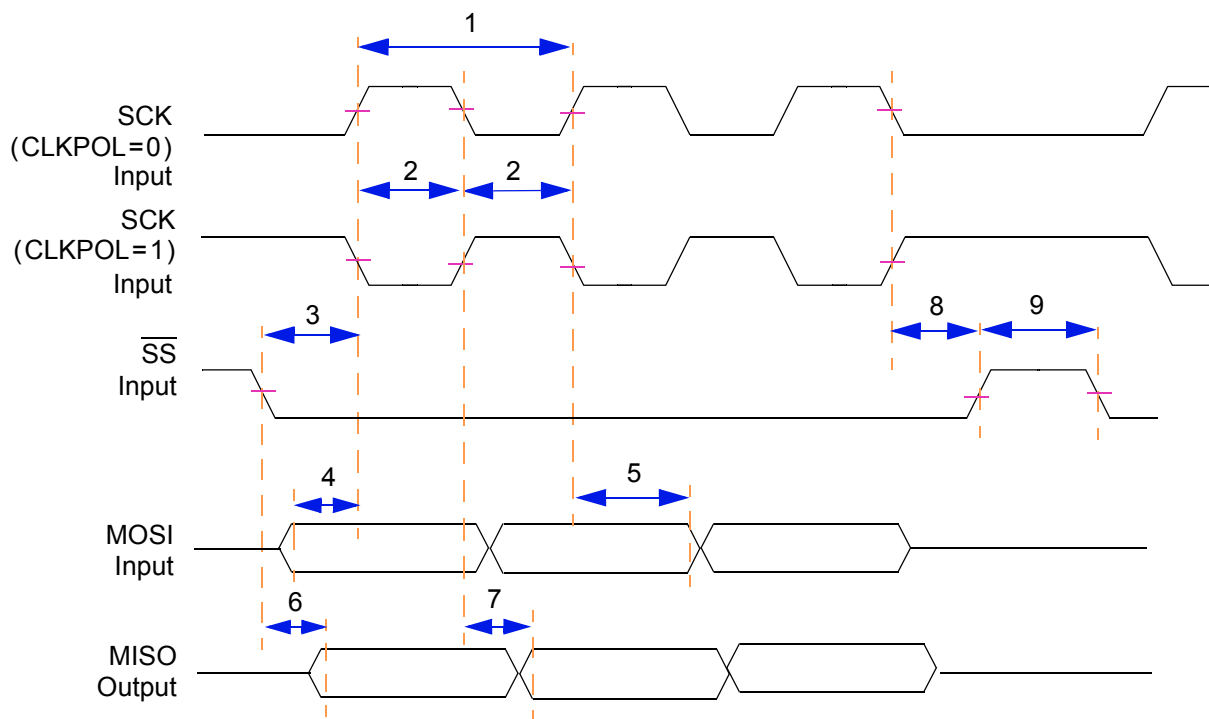 1
SCK
(CLKPOL=0)
Input
2
2
SCK
(CLKPOL=1)
Input
3
8
9
SS
Input
4
5
MOSI
Input
6
7
MISO
Output